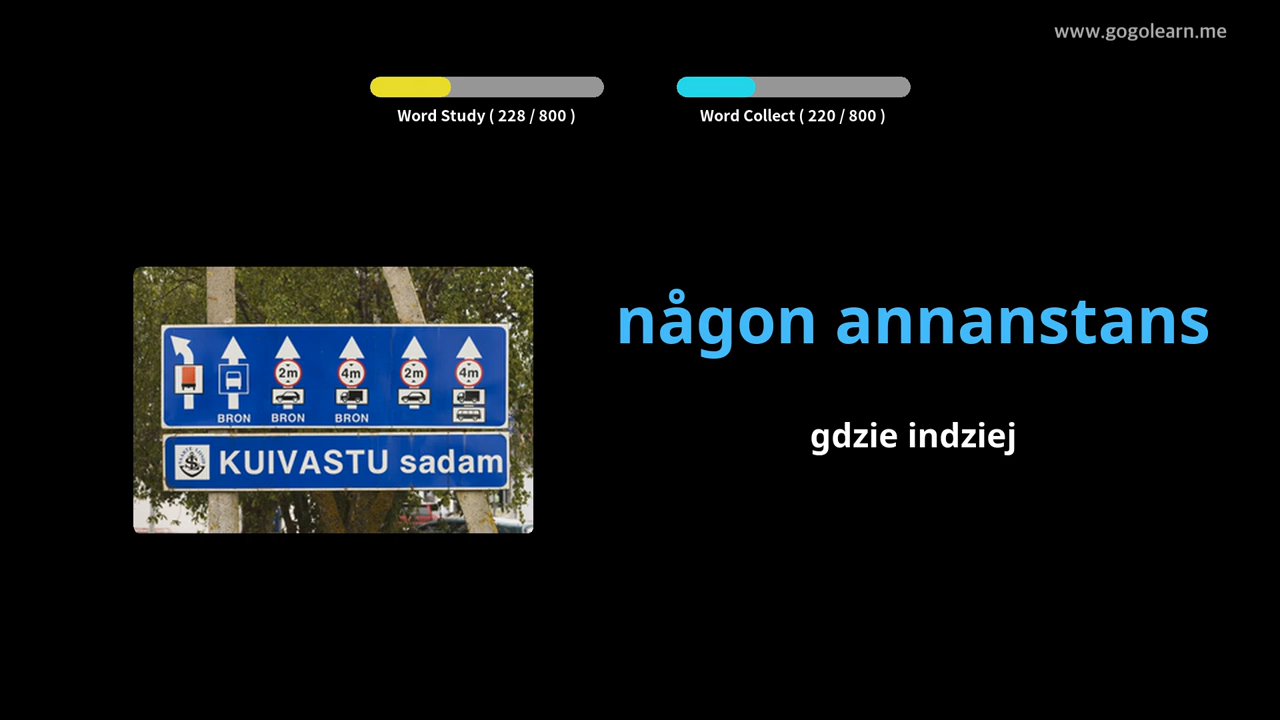 www.gogolearn.me
Word Study ( 228 / 800 )
Word Collect ( 220 / 800 )
någon annanstans
gdzie indziej
2m 4m 2m 4m
BRON BRON BRON
KUIVASTU sadam